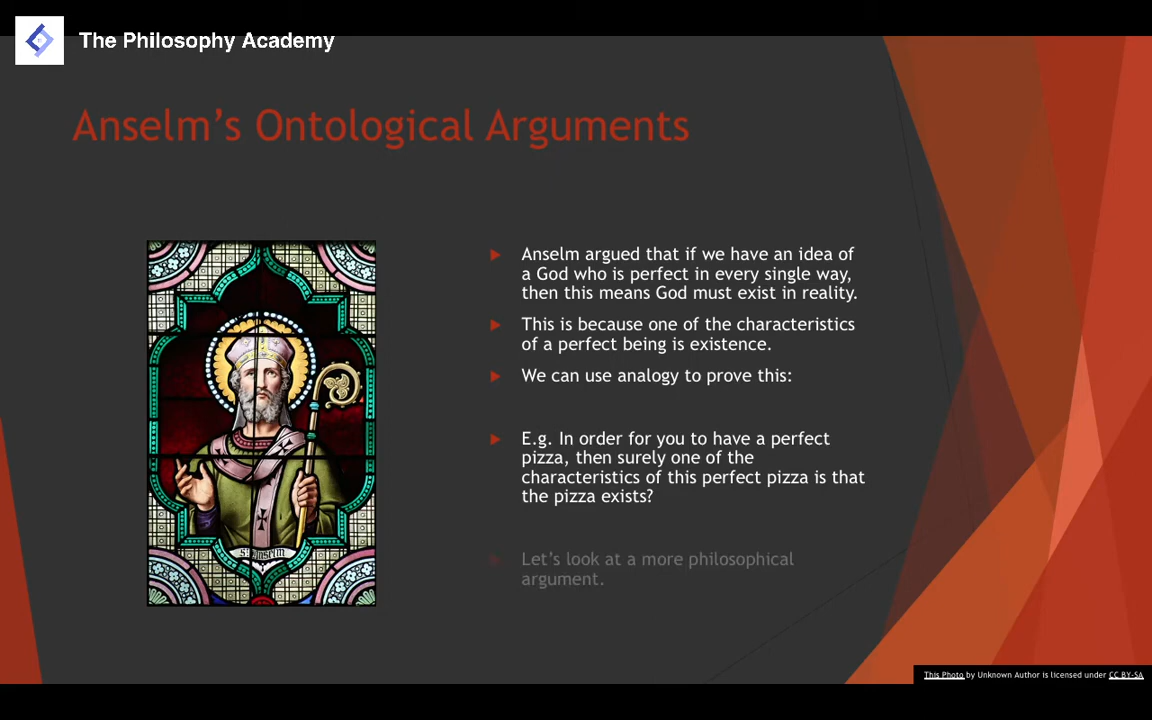 The Philosophy Academy
Anselm's Ontological Arguments
Anselm argued that if we have an idea of
a God who is perfect in every single way,
then this means God must exist in reality.
This is because one of the characteristics
of a perfect being is existence.
We can use analogy to prove this:
E.g. In order for you to have a perfect
pizza, then surely one of the
characteristics of this perfect pizza is that
the pizza exists?
Let's look at a more philosophical
argument.
This Photo by Unknown Author is licensed under CC BY-SA